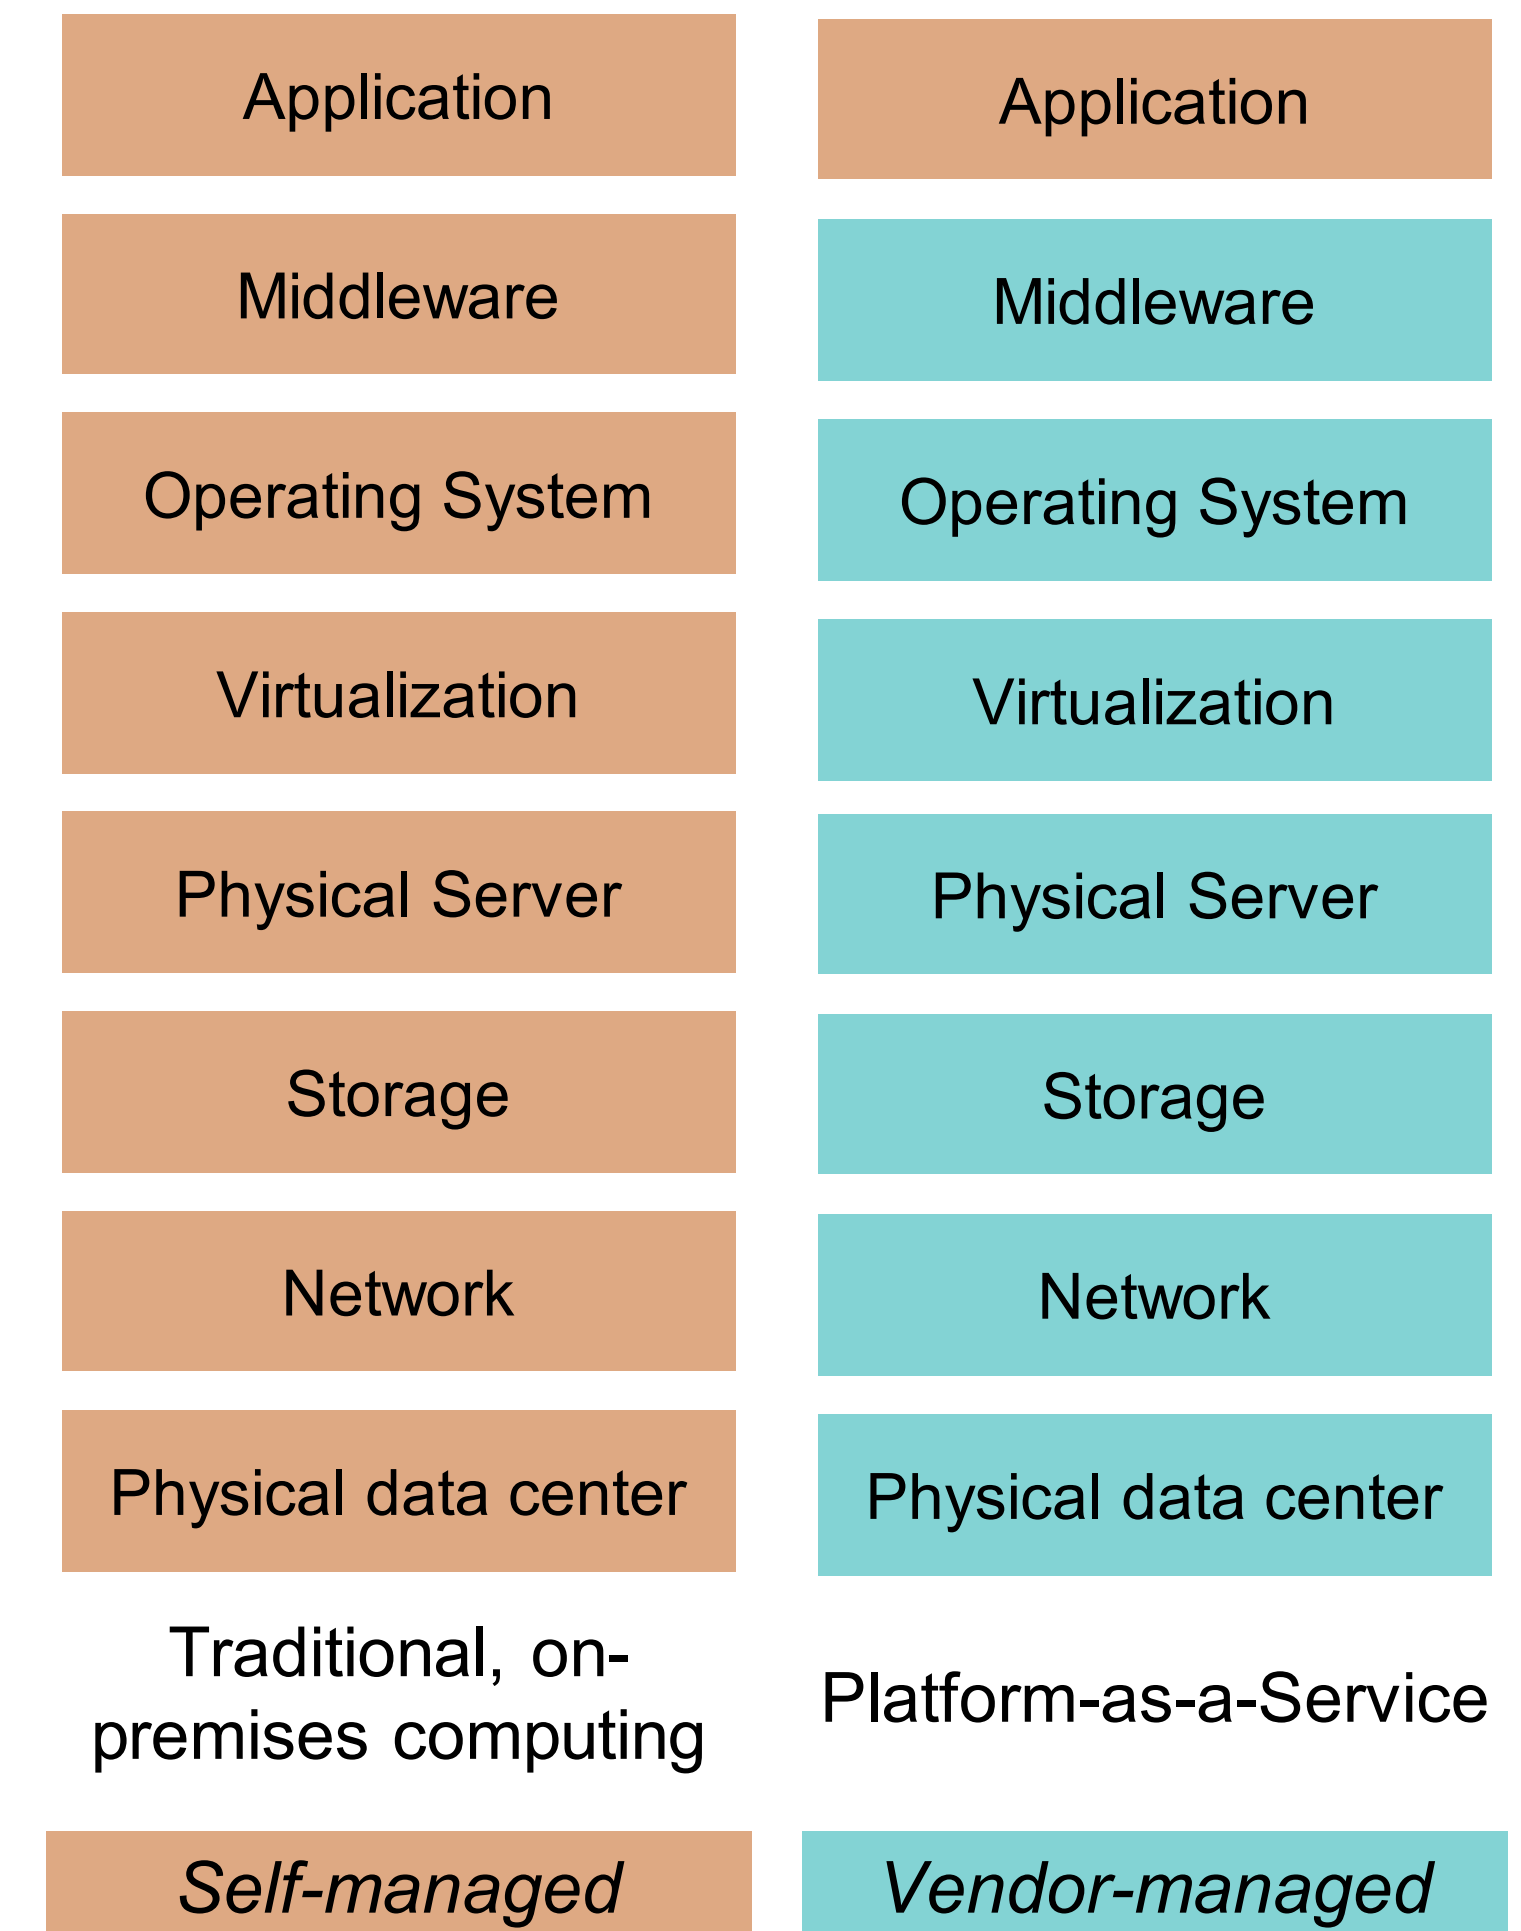 Application
Middleware
Operating System
Virtualization
Physical Server
Storage
Network
Physical data center
Traditional, on-
premises computing
Self-managed
Application
Middleware
Operating System
Virtualization
Physical Server
Storage
Network
Physical data center
Platform-as-a-Service
Vendor-managed